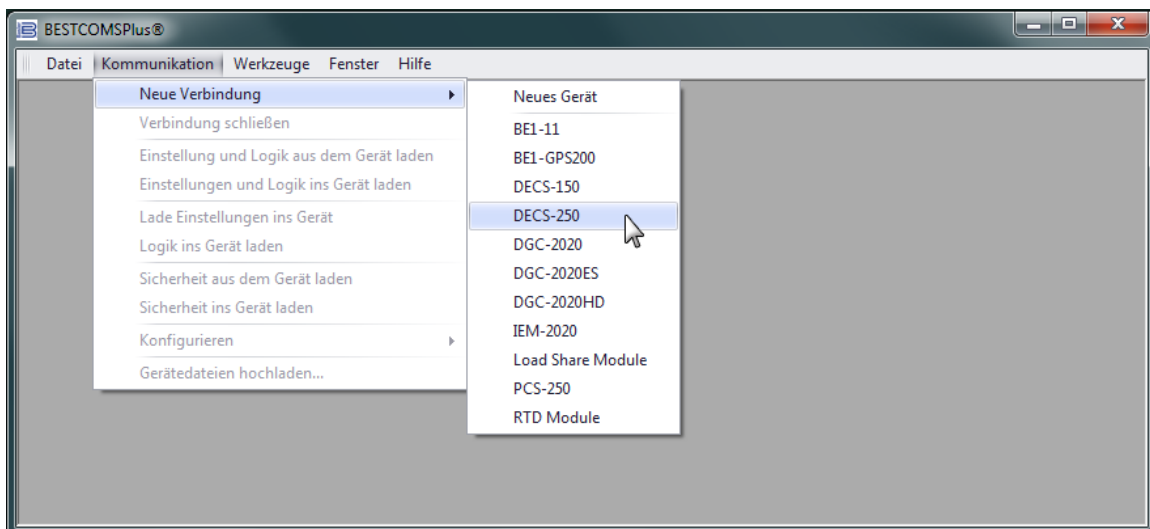 BESTCOMSPlus®
Datei Kommunikation Werkzeuge Fenster Hilfe
Neue Verbindung
Verbindung schließen
Einstellung und Logik aus dem Gerät laden
Einstellungen und Logik ins Gerät laden
Lade Einstellungen ins Gerät
Logik ins Gerät laden
Sicherheit aus dem Gerät laden
Sicherheit ins Gerät laden
Konfigurieren
Gerätedateien hochladen...
Neues Gerät
BE1-11
BE1-GPS200
DECS-150
DECS-250
DGC-2020
DGC-2020ES
DGC-2020HD
IEM-2020
Load Share Module
PCS-250
RTD Module